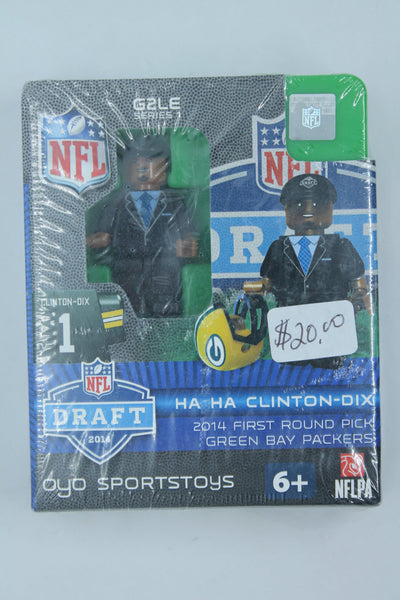 G2LE
SERIES 1
NFL
NFL
DRAFT
DRAFT
CLINTON-DIX
1
G
$20.00
NFL
DRAFT
2014
HA HA CLINTON-DIX
2014 FIRST ROUND PICK
GREEN BAY PACKERS
OYO SPORTSTOYS
6+
NFLPA